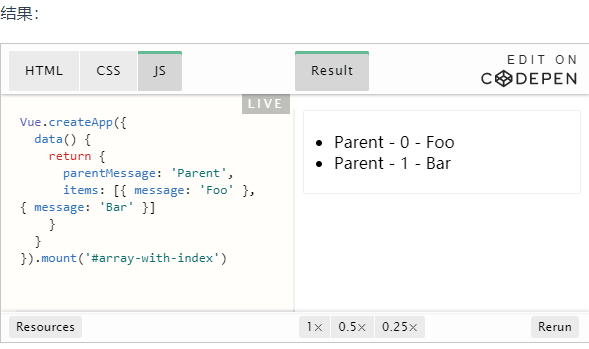 结果：
EDIT ON
HTML CSS JS Result CODEPEN
LIVE
Vue.createApp({
  data() {
    return {
      parentMessage: 'Parent',
      items: [{ message: 'Foo' },
{ message: 'Bar' }]
    }
  }
}).mount('#array-with-index')
Parent - 0 - Foo
Parent - 1 - Bar
Resources 1× 0.5× 0.25× Rerun